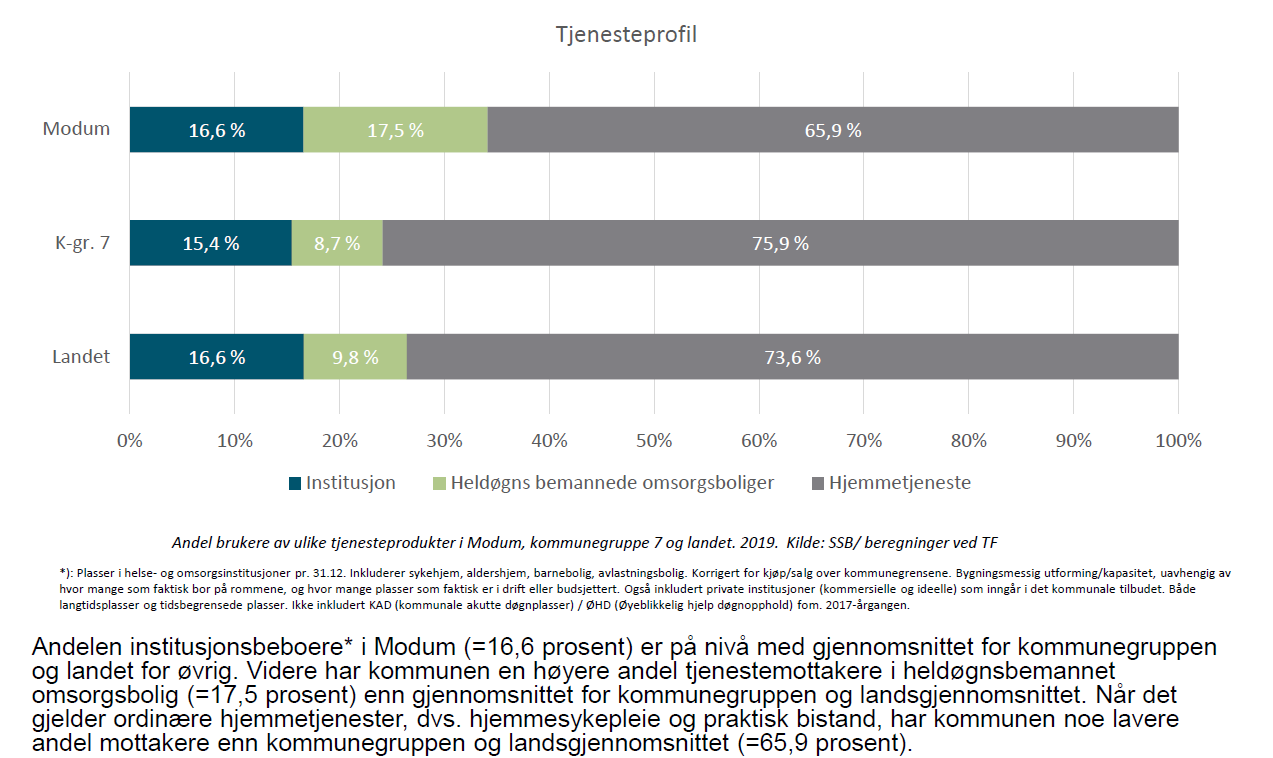 Tjenesteprofil
Modum
16,6 %
17,5 %
65,9 %
K-gr. 7
15,4 %
8,7 %
75,9 %
Landet
16,6 %
9,8 %
73,6 %
0%
10%
20%
30%
40%
50%
60%
70%
80%
90%
100%
Institusjon
Heldøgns bemannede omsorgsboliger
Hjemmetjeneste
Andel brukere av ulike tjenesteprodukter i Modum, kommunegruppe 7 og landet. 2019. Kilde: SSB/ beregninger ved TF
*): Plasser i helse- og omsorgsinstitusjoner pr. 31.12. Inkluderer sykehjem, aldershjem, barnebolig, avlastningsbolig. Korrigert for kjøp/salg over kommunegrensene. Bygningsmessig utforming/kapasitet, uavhengig av
hvor mange som faktisk bor på rommene, og hvor mange plasser som faktisk er i drift eller budsjettert. Også inkludert private institusjoner (kommersielle og ideelle) som inngår i det kommunale tilbudet. Både
langtidsplasser og tidsbegrensede plasser. Ikke inkludert KAD (kommunale akutte døgnplasser) / ØHD (Øyeblikkelig hjelp døgnopphold) fom. 2017-årgangen.
Andelen institusjonsbeboere* i Modum (=16,6 prosent) er på nivå med gjennomsnittet for kommunegruppen
og landet for øvrig. Videre har kommunen en høyere andel tjenestemottakere i heldøgnsbemannet
omsorgsbolig (=17,5 prosent) enn gjennomsnittet for kommunegruppen og landsgjennomsnittet. Når det
gjelder ordinære hjemmetjenester, dvs. hjemmesykepleie og praktisk bistand, har kommunen noe lavere
andel mottakere enn kommunegruppen og landsgjennomsnittet (=65,9 prosent).